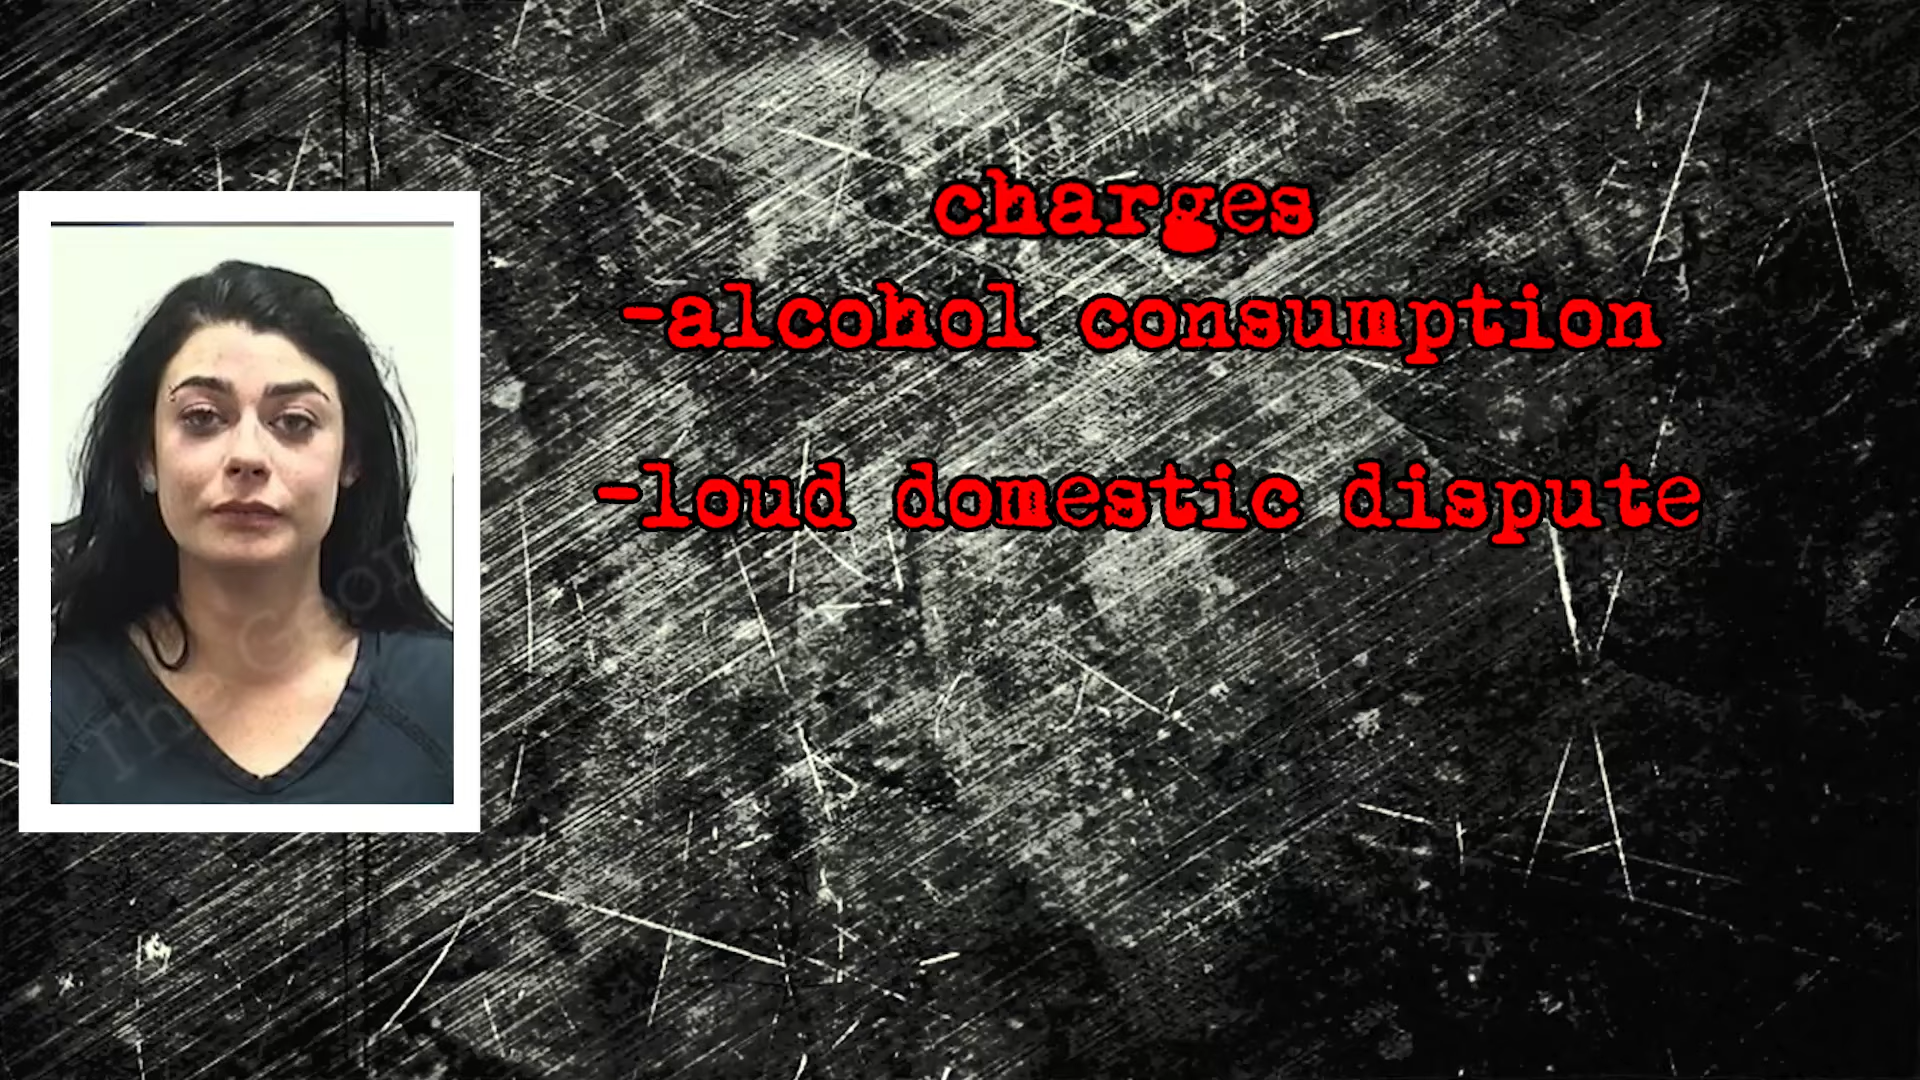 charges
-alcohol consumption
-loud domestic dispute